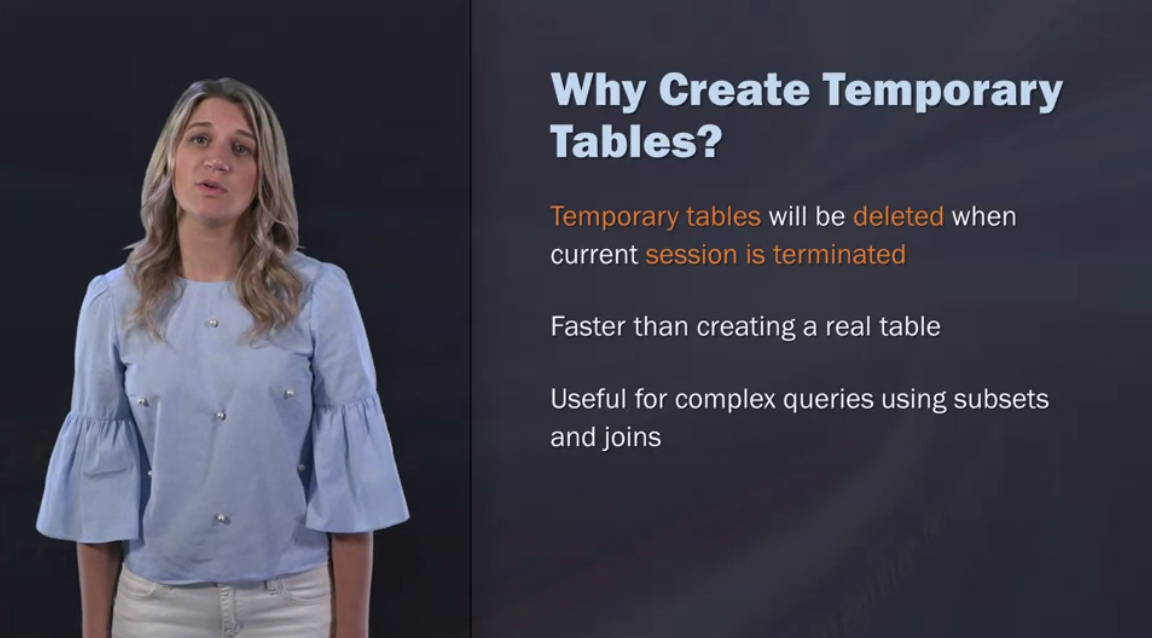 Why Create Temporary
Tables?
Temporary tables will be deleted when
current session is terminated
Faster than creating a real table
Useful for complex queries using subsets
and joins